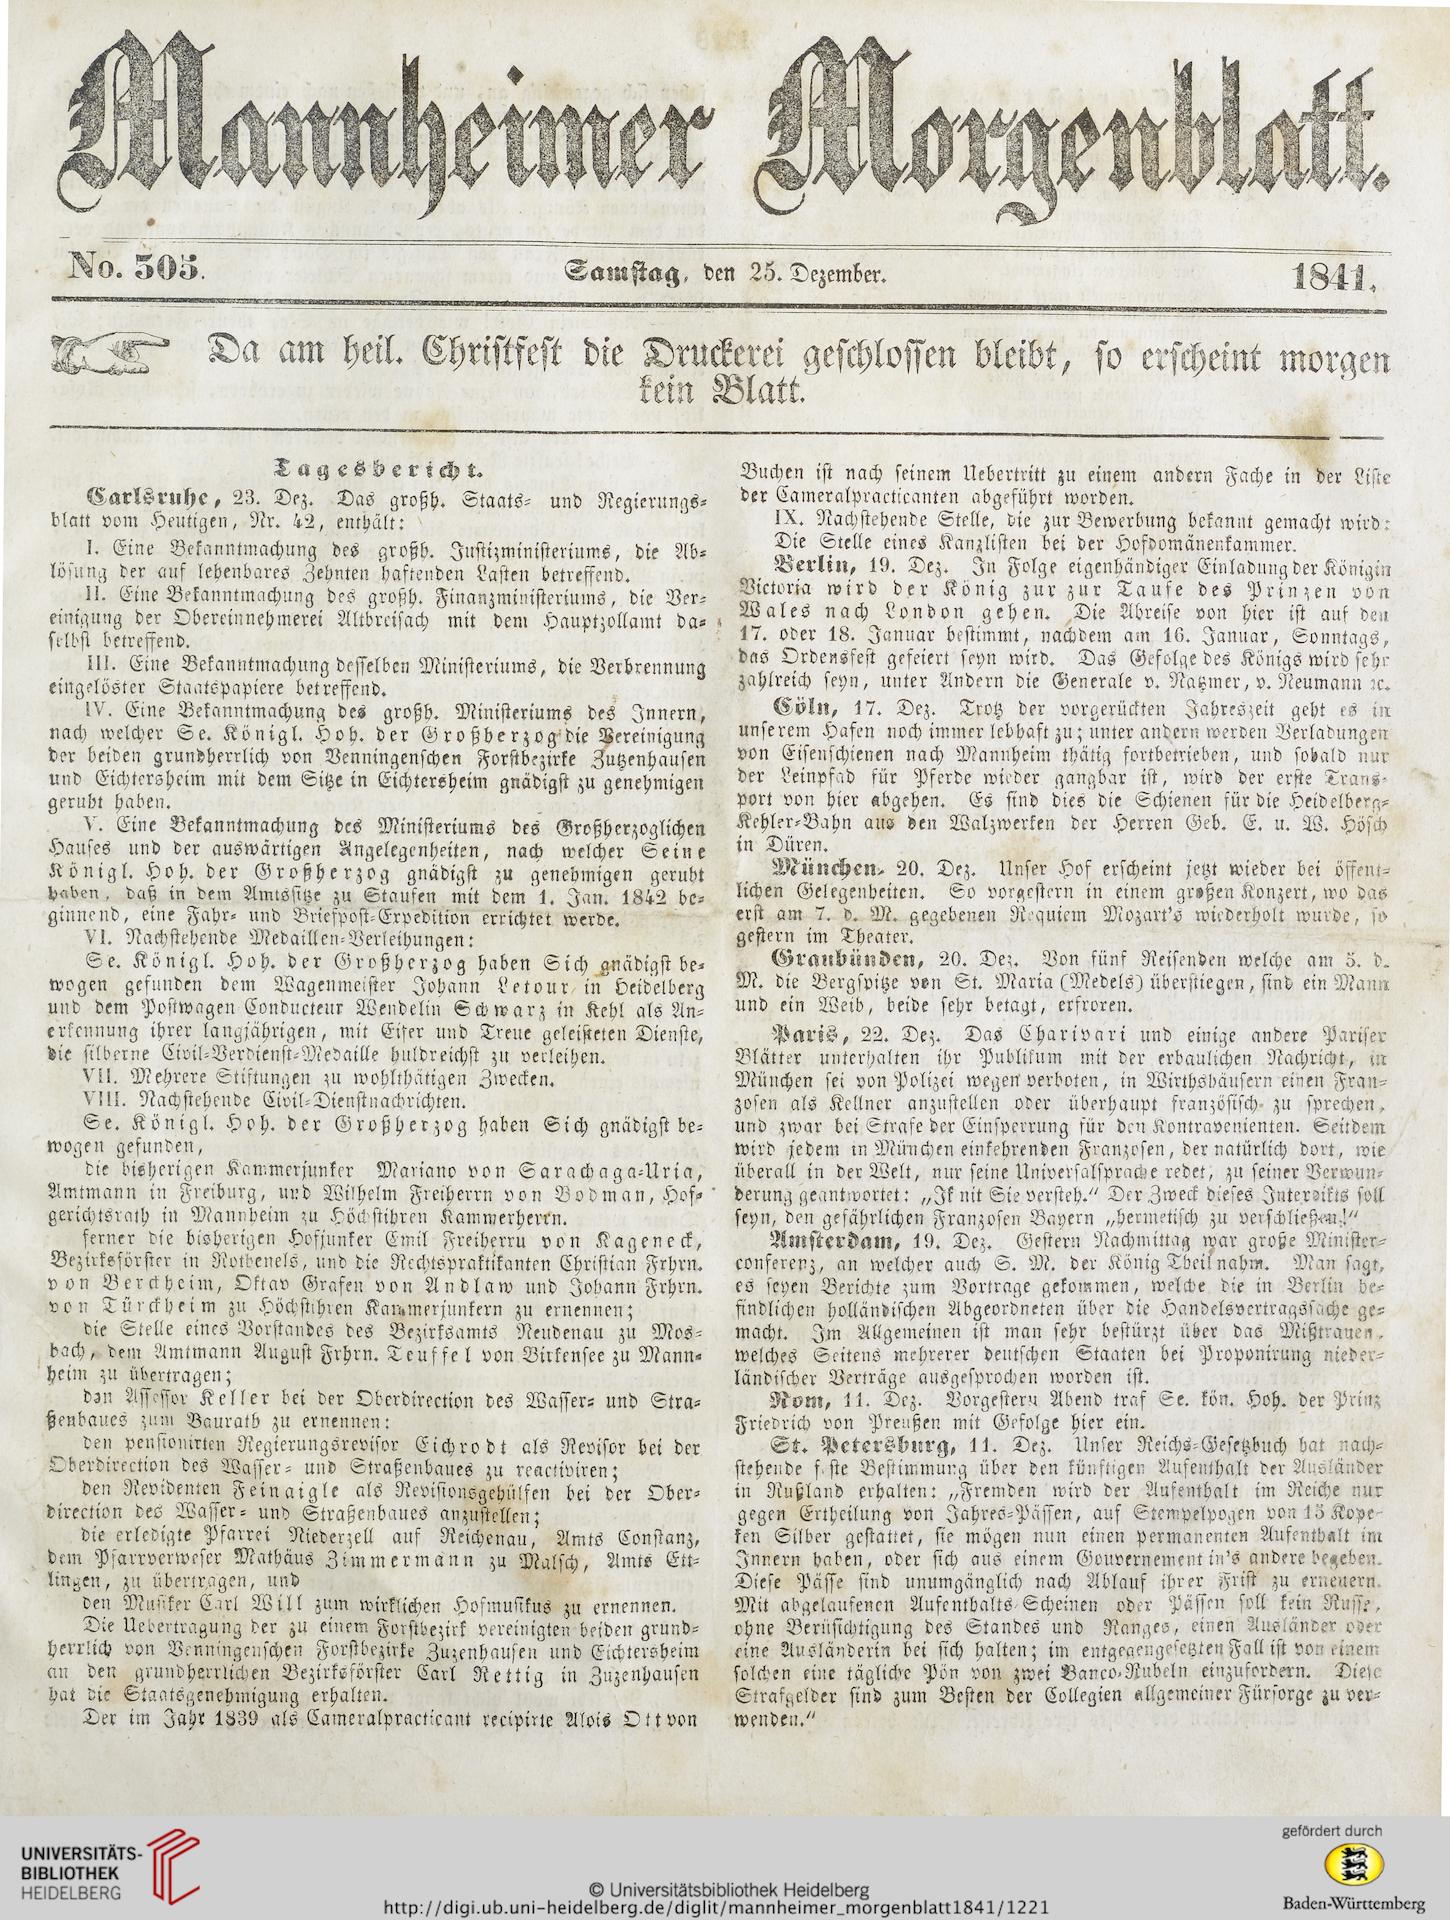 Mannheimer Morgenblatt.
No. 505.
Samstag, den 25. Dezember.
1841.
Da am heil. Christfest die Druckerei geschlossen bleibt, so erscheint morgen
kein Blatt.
Tagesbericht.
Carlsruhe, 23. Dez. Das großh. Staats- und Regierungs-
blatt vom Heutigen, Nr. 42, enthält:
I. Eine Bekanntmachung des großh. Justizministeriums, die Ab-
lösung der auf lehenbares Zehnten haftenden Lasten betreffend.
II. Eine Bekanntmachung des großh. Finanzministeriums, die Ver-
einigung der Obereinnehmerei Altbreisach mit dem Hauptzollamt da-
selbst betreffend.
III. Eine Bekanntmachung desselben Ministeriums, die Verbrennung
eingelöster Staatspapiere betreffend.
IV. Eine Bekanntmachung des großh. Ministeriums des Innern,
nach welcher Se. Königl. Hoh. der Großherzog die Vereinigung
der beiden grundherrlich von Venningenschen Forstbezirke Zutzenhausen
und Eichtersheim mit dem Sitze in Eichtersheim gnädigst zu genehmigen
geruht haben.
V. Eine Bekanntmachung des Ministeriums des Großherzoglichen
Hauses und der auswärtigen Angelegenheiten, nach welcher Seine
Königl. Hoh. der Großherzog gnädigst zu genehmigen geruht
haben, daß in dem Amtssitze zu Staufen mit dem 1. Jan. 1842 be-
ginnend, eine Fahr- und Briefpost-Expedition errichtet werde.
VI. Nachstehende Medaillen-Verleihungen:
Se. Königl. Hoh. der Großherzog haben Sich gnädigst be-
wogen gefunden dem Wagenmeister Johann Letour in Heidelberg
und dem Postwagen-Conducteur Wendelin Schwarz in Kehl als An-
erkennung ihrer langjährigen, mit Eifer und Treue geleisteten Dienste,
die silberne Civil-Verdienst-Medaille huldreichst zu verleihen.
VII. Mehrere Stiftungen zu wohlthätigen Zwecken.
VIII. Nachstehende Civil-Dienstnachrichten.
Se. Königl. Hoh. der Großherzog haben Sich gnädigst be-
wogen gefunden,
die bisherigen Kammerjunker Mariano von Sarachaga-Uria,
Amtmann in Freiburg, und Wilhelm Freiherrn von Bodman, Hof-
gerichtsrath in Mannheim zu Höchstihren Kammerherrn.
ferner die bisherigen Hofjunker Emil Freiherru von Kageneck,
Bezirksförster in Rothenels, und die Rechtspraktikanten Christian Frhrn.
von Berckheim, Oktav Grafen von Andlaw und Johann Frhrn.
von Türckheim zu Höchstihren Kammerjunkern zu ernennen;
die Stelle eines Vorstandes des Bezirksamts Neudenau zu Mos-
bach, dem Amtmann August Frhrn. Teuffel von Birkensee zu Mann-
heim zu übertragen;
den Assessor Keller bei der Oberdirection des Wasser- und Stra-
ßenbaues zum Baurath zu ernennen:
den pensionirten Regierungsrevisor Eichrodt als Revisor bei der
Oberdirection des Wasser- und Straßenbaues zu reactiviren;
den Revidenten Feinaigle als Revisionsgehülfen bei der Ober-
direction des Wasser- und Straßenbaues anzustellen;
die erledigte Pfarrei Niederzell auf Reichenau, Amts Constanz,
dem Pfarrverweser Mathäus Zimmermann zu Malsch, Amts Ett-
lingen, zu übertragen, und
den Musiker Carl Will zum wirklichen Hofmusikus zu ernennen.
Die Uebertragung der zu einem Forstbezirk vereinigten beiden grund-
herrlich von Venningenschen Forstbezirke Zuzenhausen und Eichtersheim
an den grundherrlichen Bezirksförster Carl Rettig in Zuzenhausen
hat die Staatsgenehmigung erhalten.
Der im Jahr 1839 als Cameralpracticant recipirte Alois Ott von
Buchen ist nach seinem Uebertritt zu einem andern Fache in der Liste
der Cameralpracticanten abgeführt worden.
IX. Nachstehende Stelle, die zur Bewerbung bekannt gemacht wird:
Die Stelle eines Kanzlisten bei der Hofdomänenkammer.
Berlin, 19. Dez. In Folge eigenhändiger Einladung der Königin
Victoria wird der König zur zur Taufe des Prinzen von
Wales nach London gehen. Die Abreise von hier ist auf den
17. oder 18. Januar bestimmt, nachdem am 16. Januar, Sonntags,
das Ordensfest gefeiert seyn wird. Das Gefolge des Königs wird sehr
zahlreich seyn, unter Andern die Generale v. Natzmer, v. Neumann ꝛc.
Cöln, 17. Dez. Trotz der vorgerückten Jahreszeit geht es in
unserem Hafen noch immer lebhaft zu; unter andern werden Verladungen
von Eisenschienen nach Mannheim thätig fortbetrieben, und sobald nur
der Leinpfad für Pferde wieder gangbar ist, wird der erste Trans-
port von hier abgehen. Es sind dies die Schienen für die Heidelberg-
Kehler-Bahn aus den Walzwerken der Herren Geb. E. u. W. Hösch
in Düren.
München. 20. Dez. Unser Hof erscheint jetzt wieder bei öffent-
lichen Gelegenheiten. So vorgestern in einem großen Konzert, wo das
erst am 7. d. M. gegebenen Requiem Mozart's wiederholt wurde, so
gestern im Theater.
Graubünden, 20. Dez. Von fünf Reisenden welche am 5. d.
M. die Bergspitze von St. Maria (Medels) überstiegen, sind ein Mann
und ein Weib, beide sehr betagt, erfroren.
Paris, 22. Dez. Das Charivari und einige andere Pariser
Blätter unterhalten ihr Publikum mit der erbaulichen Nachricht, in
München sei von Polizei wegen verboten, in Wirthshäusern einen Fran-
zosen als Kellner anzustellen oder überhaupt französisch zu sprechen,
und zwar bei Strafe der Einsperrung für den Kontravenienten. Seitdem
wird jedem in München einkehrenden Franzosen, der natürlich dort, wie
überall in der Welt, nur seine Universalsprache redet, zu seiner Verwun-
derung geantwortet: „Ik nit Sie versteh.“ Der Zweck dieses Interdikts soll
seyn, den gefährlichen Franzosen Bayern „hermetisch zu verschließen!“
Amsterdam, 19. Dez. Gestern Nachmittag war große Minister-
conferenz, an welcher auch S. M. der König Theil nahm. Man sagt,
es seyen Berichte zum Vortrage gekommen, welche die in Berlin be-
findlichen holländischen Abgeordneten über die Handelsvertragssache ge-
macht. Im Allgemeinen ist man sehr bestürzt über das Mißtrauen,
welches Seitens mehrerer deutschen Staaten bei Proponirung nieder-
ländischer Verträge ausgesprochen worden ist.
Rom, 11. Dez. Vorgestern Abend traf Se. kön. Hoh. der Prinz
Friedrich von Preußen mit Gefolge hier ein.
St. Petersburg, 11. Dez. Unser Reichs-Gesetzbuch hat nach-
stehende feste Bestimmung über den künftigen Aufenthalt der Ausländer
in Rußland erhalten: „Fremden wird der Aufenthalt im Reiche nur
gegen Ertheilung von Jahres-Pässen, auf Stempelpogen von 15 Kope-
ken Silber gestattet, sie mögen nun einen permanenten Aufenthalt im
Innern haben, oder sich aus einem Gouvernement in's andere begeben.
Diese Pässe sind unumgänglich nach Ablauf ihrer Frist zu erneuern.
Mit abgelaufenen Aufenthalts-Scheinen oder Pässen soll kein Russe,
ohne Berüsichtigung des Standes und Ranges, einen Ausländer oder
eine Ausländerin bei sich halten; im entgegengesetzten Fall ist von einem
solchen eine tägliche Pön von zwei Banco-Rubeln einzufordern. Diese
Strafgelder sind zum Besten der Collegien allgemeiner Fürsorge zu ver-
wenden.“
UNIVERSITÄTS-
BIBLIOTHEK
HEIDELBERG
© Universitätsbibliothek Heidelberg
http://digi.ub.uni-heidelberg.de/diglit/mannheimer_morgenblatt1841/1221
gefördert durch
Baden-Württemberg